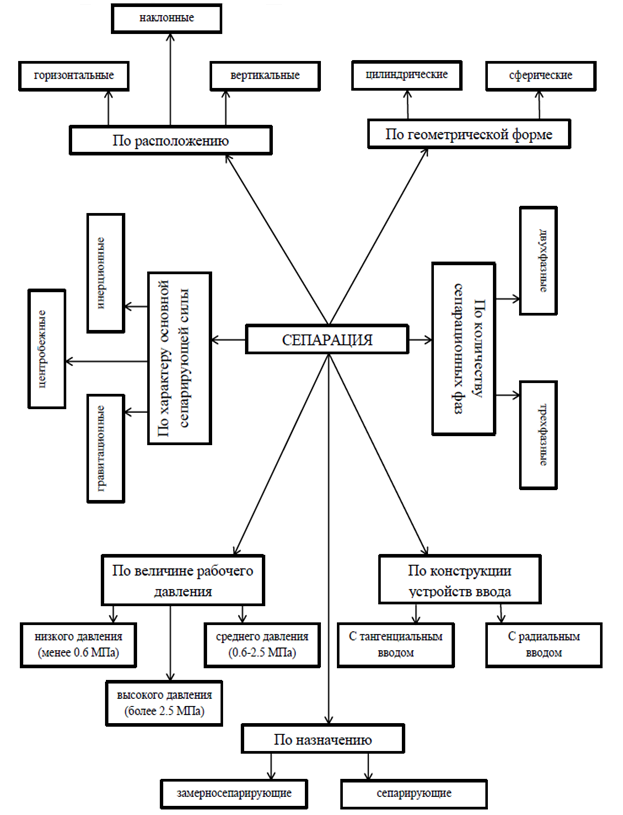 наклонные
горизонтальные
вертикальные
цилиндрические
сферические
По расположению
По геометрической форме
инерционные
центробежные
гравитационные
По характеру основной
сепарирующей силы
СЕПАРАЦИЯ
По количеству
сепарационных фаз
двухфазные
трехфазные
По величине рабочего
давления
По конструкции
устройств ввода
низкого давления
(менее 0.6 МПа)
среднего давления
(0.6-2.5 МПа)
С тангенциальным
вводом
С радиальным
вводом
высокого давления
(более 2.5 МПа)
По назначению
замерносепарирующие
сепарирующие